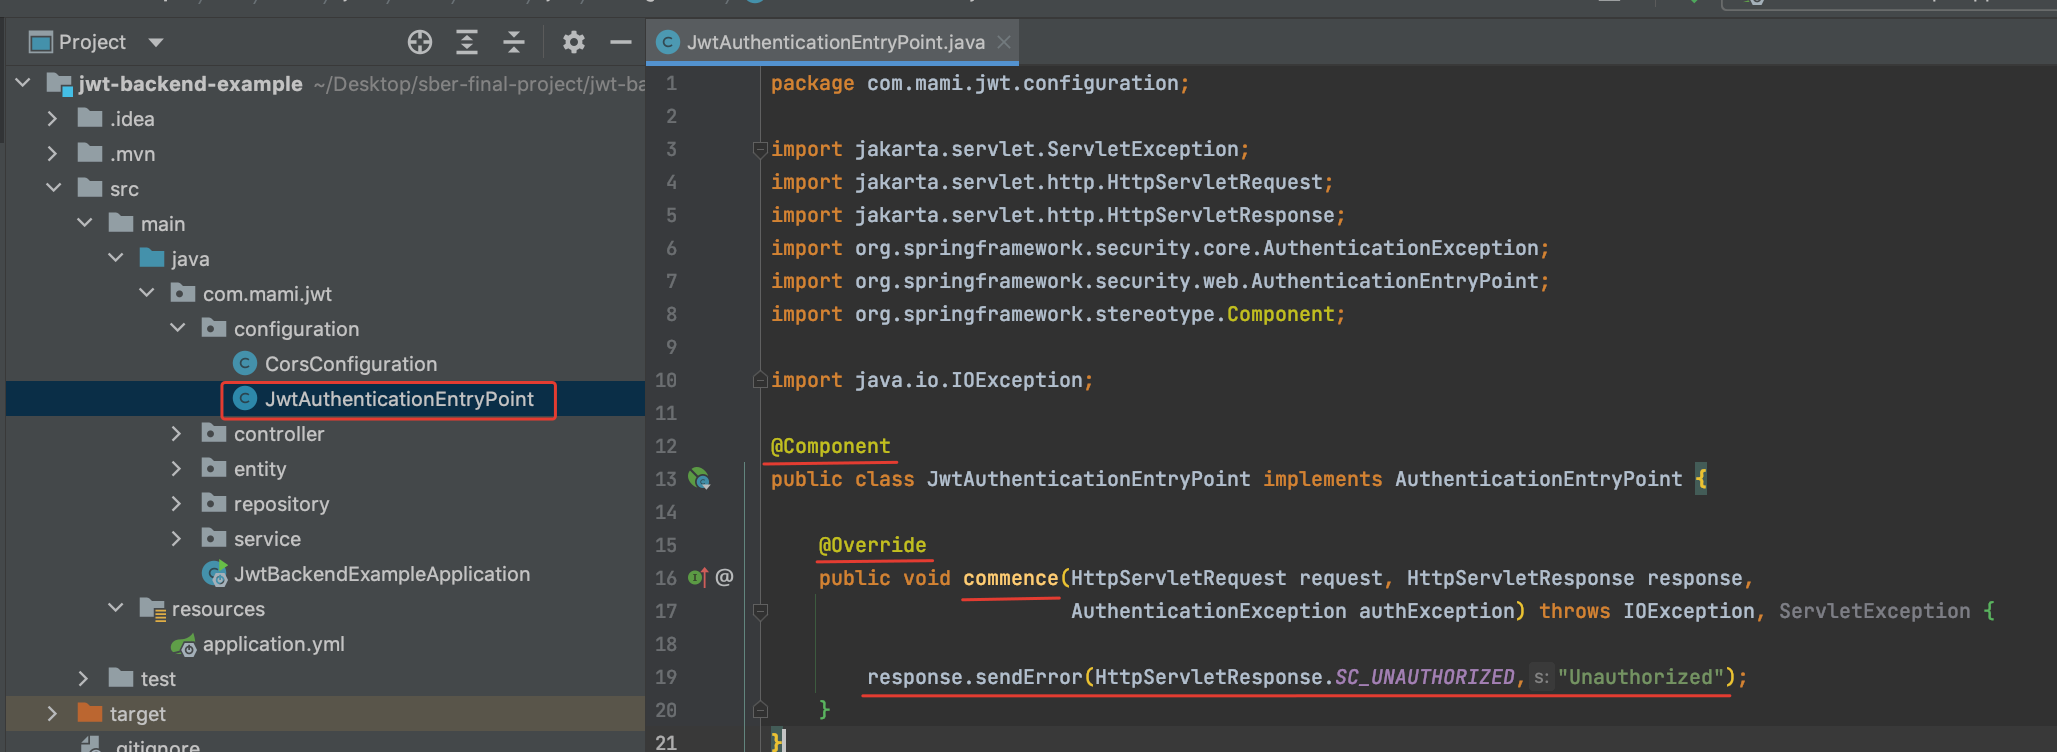 Project
jwt-backend-example ~/Desktop/sber-final-project/jwt-ba
.idea
.mvn
src
main
java
com.mami.jwt
configuration
CorsConfiguration
JwtAuthenticationEntryPoint
controller
entity
repository
service
JwtBackendExampleApplication
resources
application.yml
test
target
.gitignore
JwtAuthenticationEntryPoint.java
1 package com.mami.jwt.configuration;
2
3 import jakarta.servlet.ServletException;
4 import jakarta.servlet.http.HttpServletRequest;
5 import jakarta.servlet.http.HttpServletResponse;
6 import org.springframework.security.core.AuthenticationException;
7 import org.springframework.security.web.AuthenticationEntryPoint;
8 import org.springframework.stereotype.Component;
9
10 import java.io.IOException;
11
12 @Component
13 public class JwtAuthenticationEntryPoint implements AuthenticationEntryPoint {
14
15 @Override
16 @ public void commence(HttpServletRequest request, HttpServletResponse response,
17 AuthenticationException authException) throws IOException, ServletException {
18
19 response.sendError(HttpServletResponse.SC_UNAUTHORIZED, s: "Unauthorized");
20 }
21 }